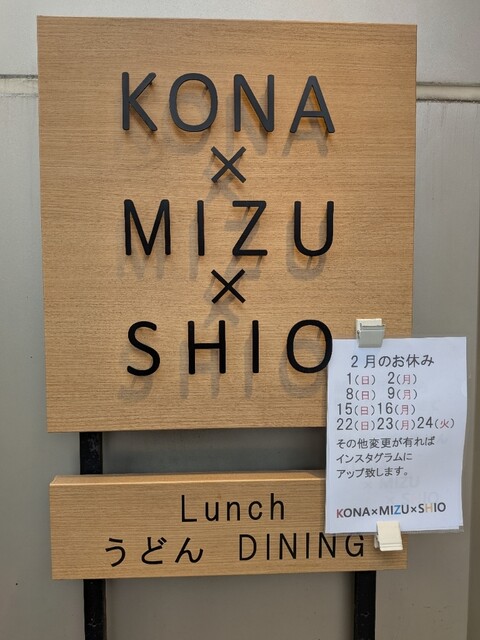 KONA
×
MIZU
×
SHIO
2月のお休み
1(日) 2(月)
8(日) 9(月)
15(日)16(月)
22(日)23(月)24(火)
その他変更が有れば
インスタグラムに
アップ致します。
KONA×MIZU×SHIO
Lunch
うどん DINING